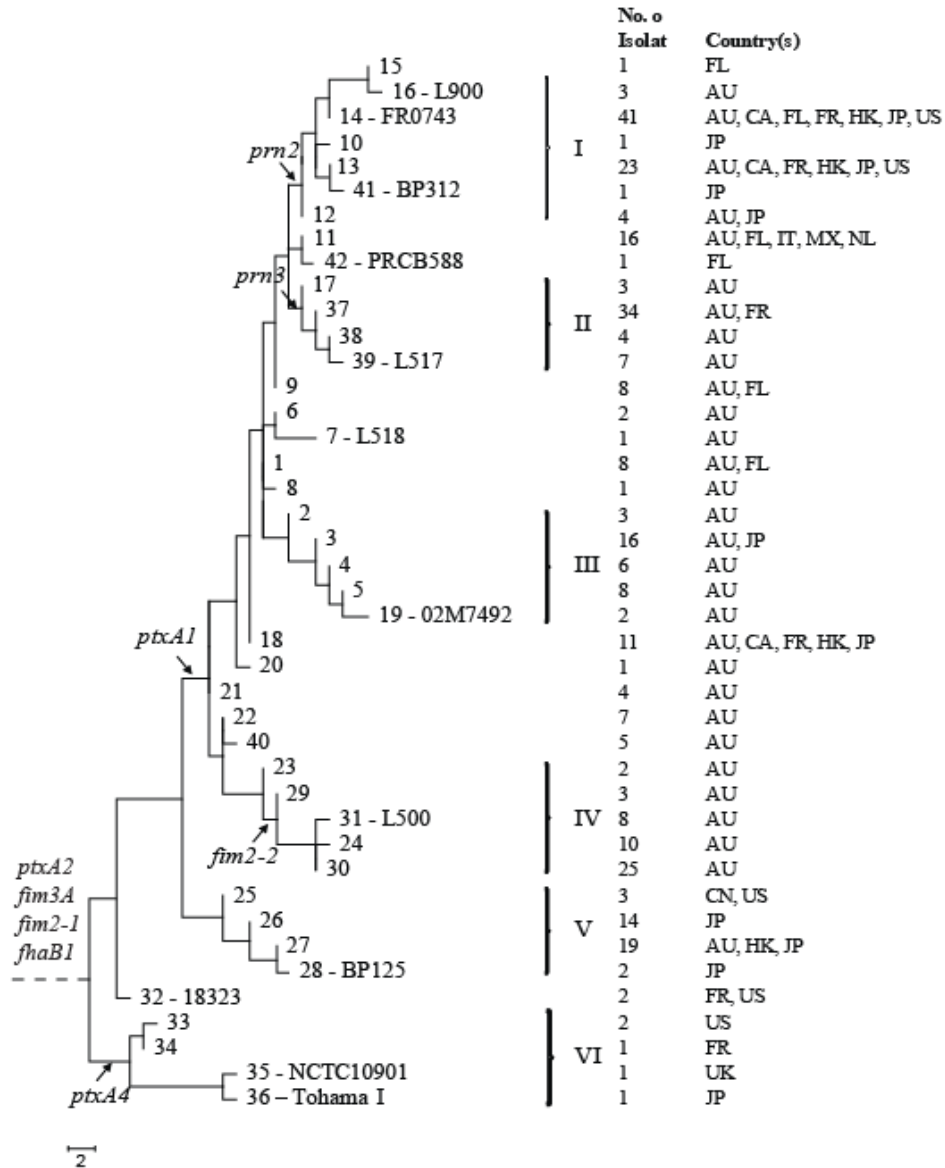 No. o
Isolat Country(s)
15 1 FL
16 - L900 3 AU
14 - FR0743 41 AU, CA, FL, FR, HK, JP, US
10 I 1 JP
prn2
13 23 AU, CA, FR, HK, JP, US
41 - BP312 1 JP
12 4 AU, JP
11 16 AU, FL, IT, MX, NL
42 - PRCB588 1 FL
prn3
17 3 AU
37 II 34 AU, FR
38 4 AU
39 - L517 7 AU
9 8 AU, FL
6 2 AU
7 - L518 1 AU
1 8 AU, FL
8 1 AU
2 3 AU
3 16 AU, JP
4 III 6 AU
5 8 AU
19 - 02M7492 2 AU
ptxA1
18 11 AU, CA, FR, HK, JP
20 1 AU
21 4 AU
22 7 AU
40 5 AU
23 2 AU
29 3 AU
31 - L500 IV 8 AU
24 10 AU
fim2-2
30 25 AU
ptxA2
fim3A
fim2-1
fhaB1
25 3 CN, US
26 V 14 JP
27 19 AU, HK, JP
28 - BP125 2 JP
32 - 18323 2 FR, US
33 2 US
34 VI 1 FR
35 - NCTC10901 1 UK
36 – Tohama I 1 JP
ptxA4
2